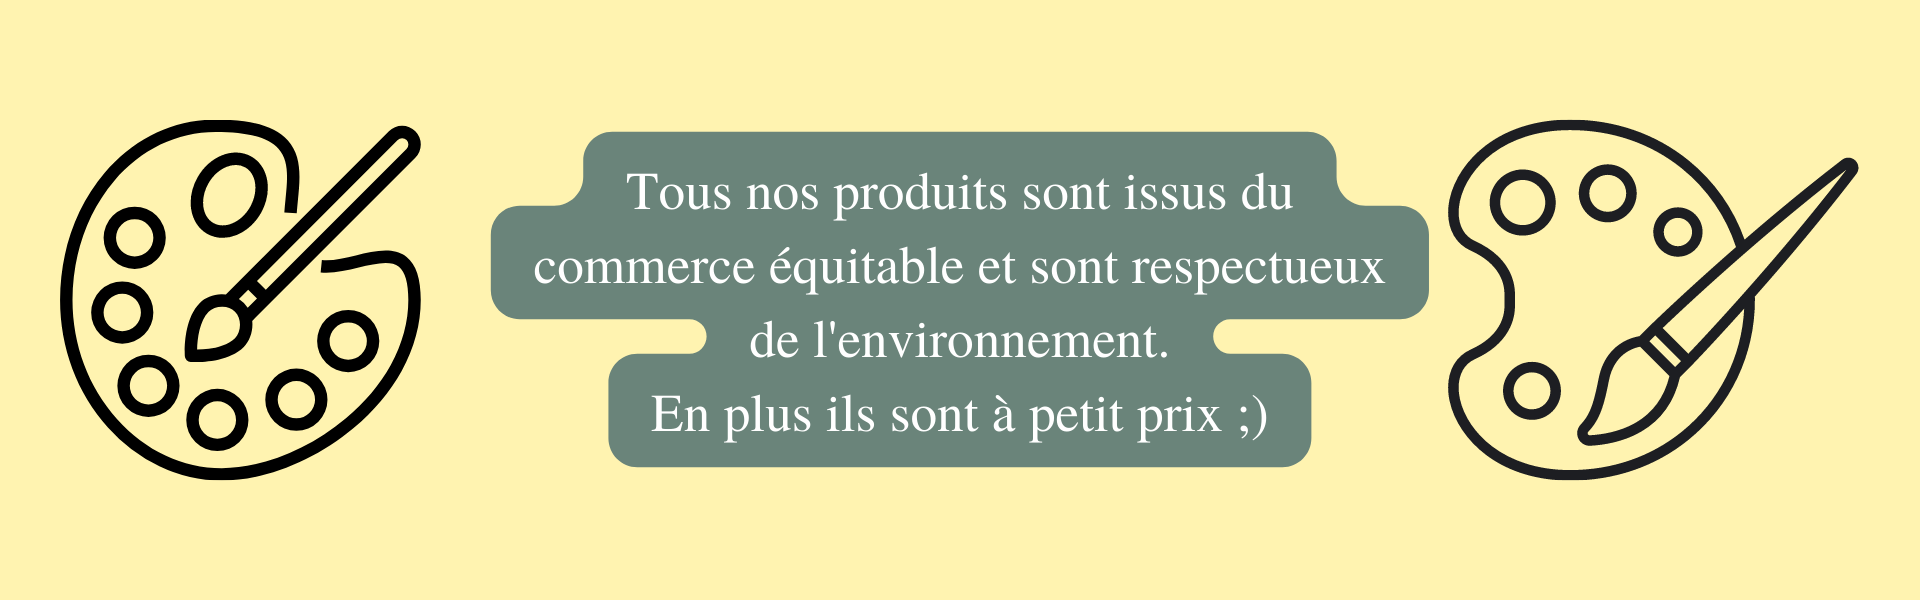 Tous nos produits sont issus du
commerce équitable et sont respectueux
de l'environnement.
En plus ils sont à petit prix ;)